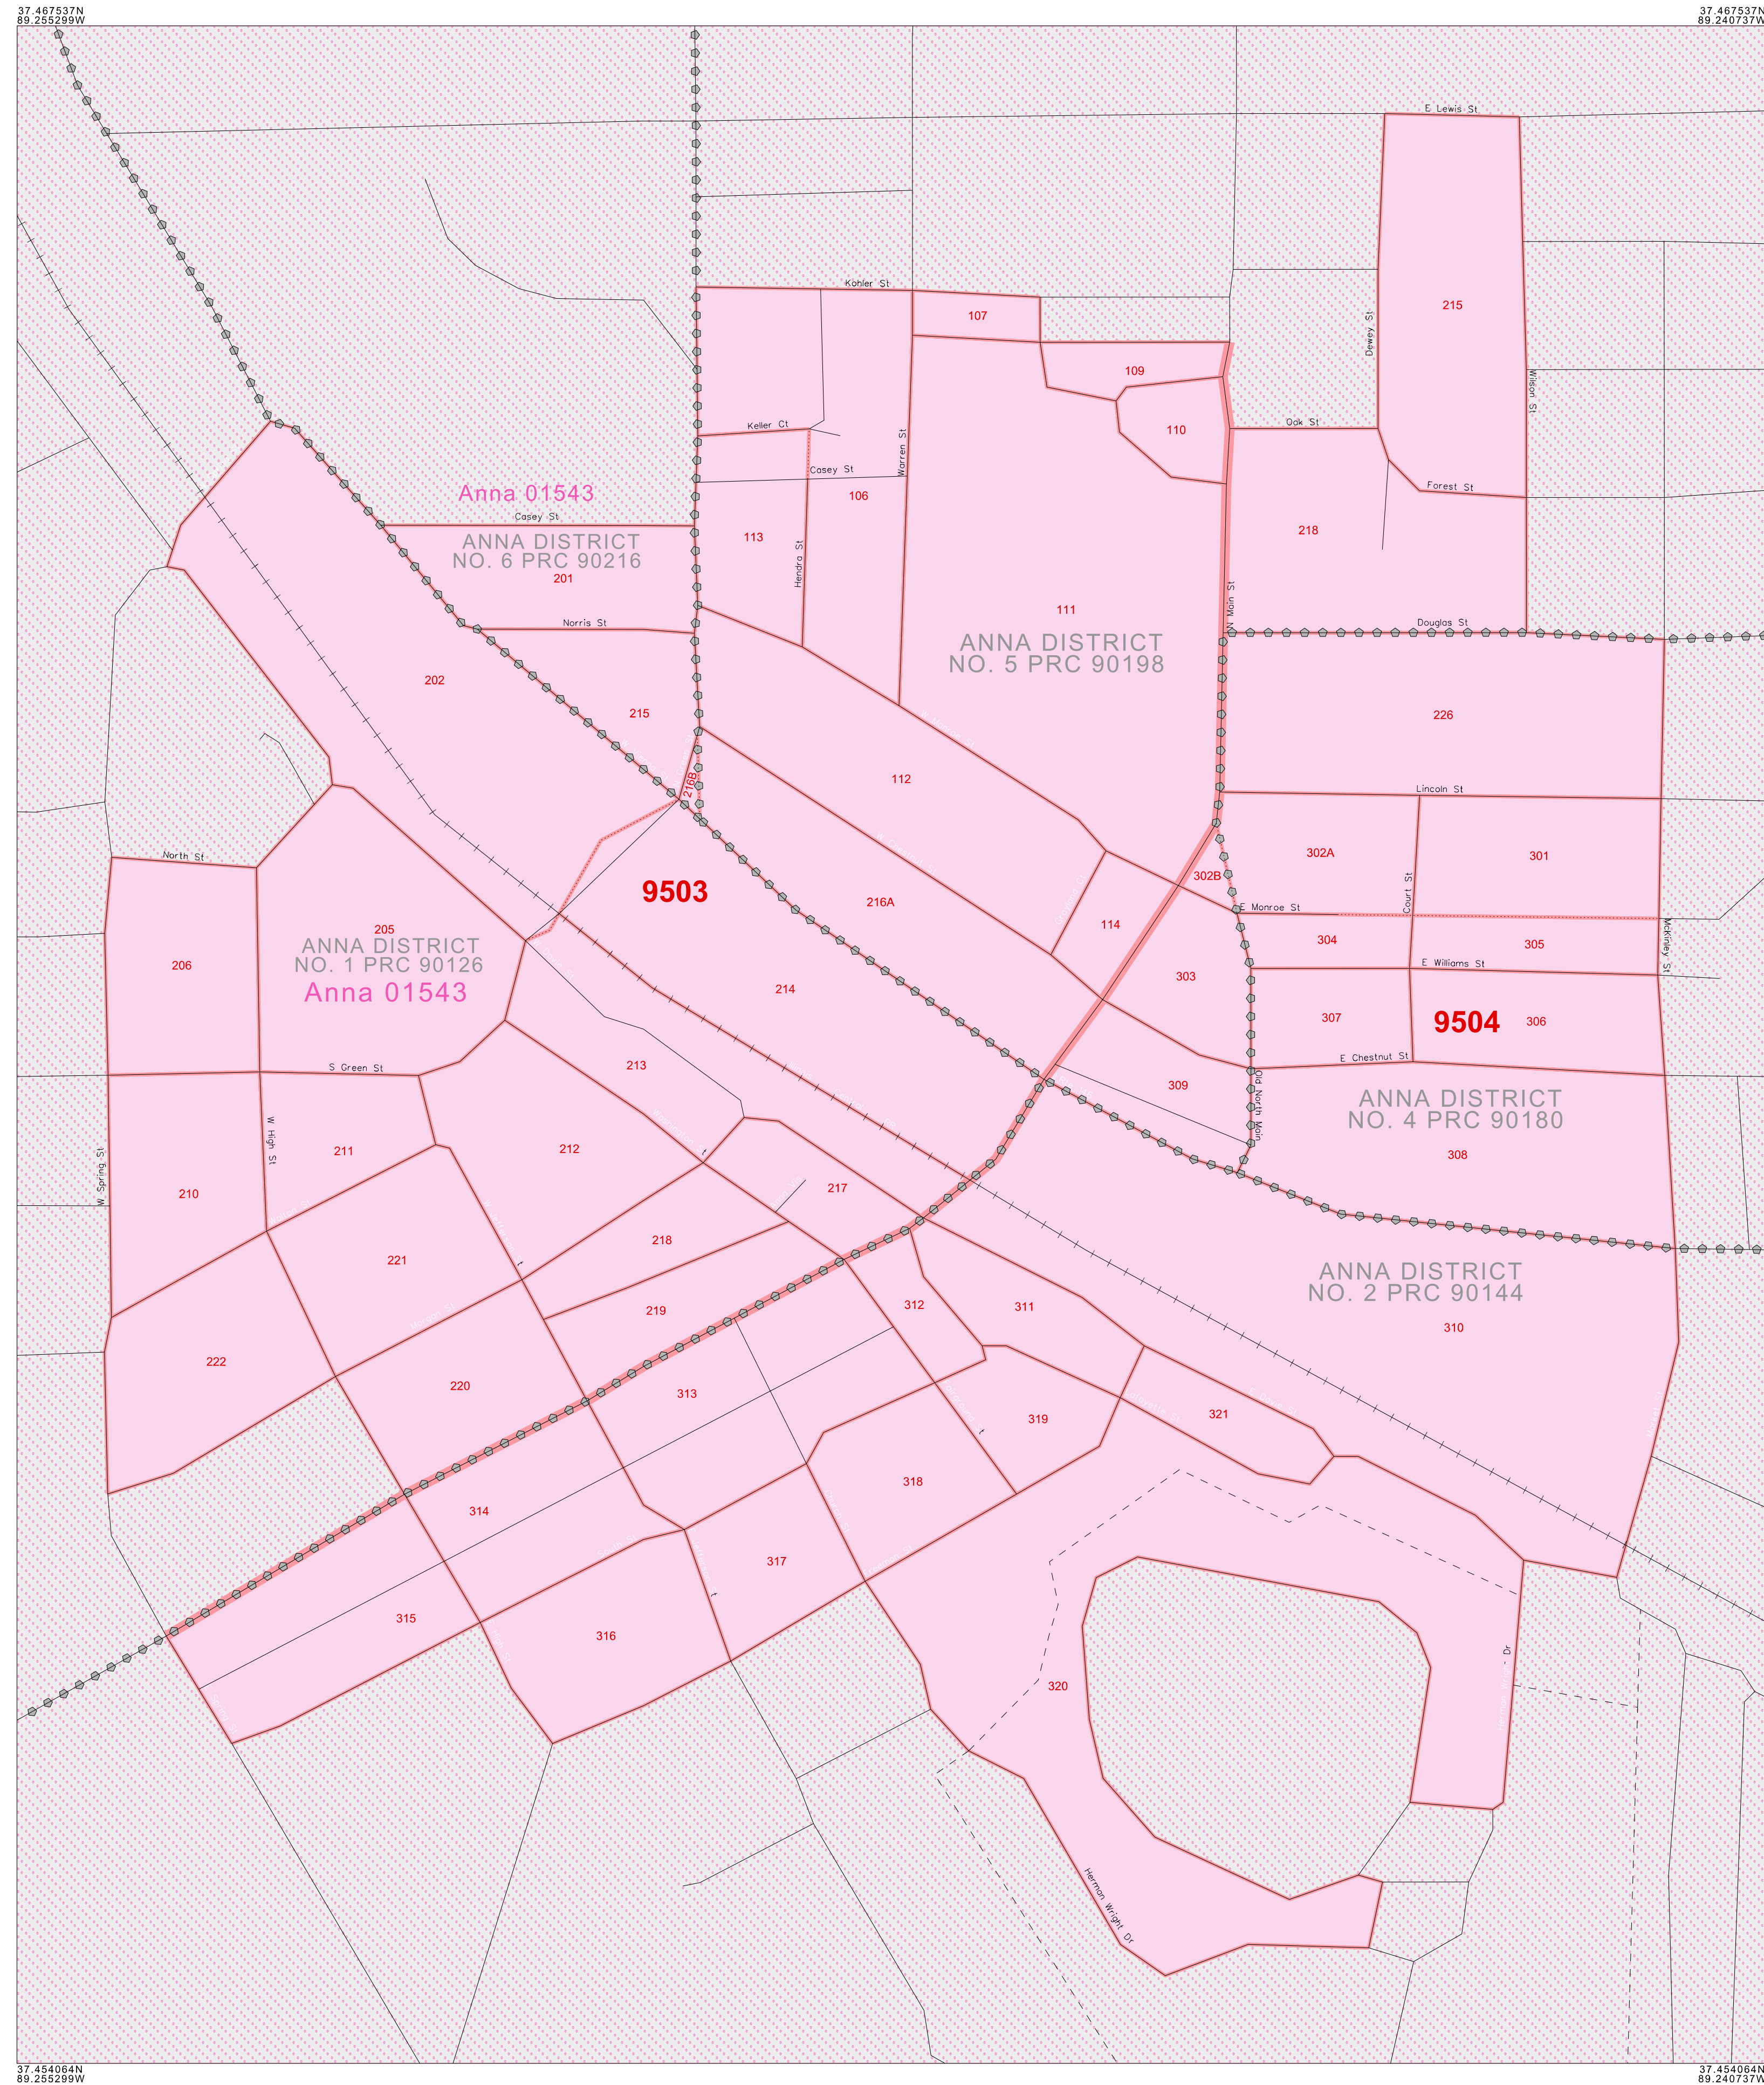 37.467537N
89.255299W
37.467537N
89.240737W
E Lewis St
Kohler St
107
215
Dewey St
109
Wilson St
Keller Ct
110
Oak St
Warren St
Casey St
Forest St
Anna 01543
106
Casey St
218
ANNA DISTRICT
NO. 6 PRC 90216
113
201
Hendra St
111
N Main St
Norris St
Douglas St
ANNA DISTRICT
NO. 5 PRC 90198
202
215
226
112
216B
Lincoln St
North St
302A
301
302B
9503
Court St
216A
E Monroe St
114
205
ANNA DISTRICT
NO. 1 PRC 90126
Anna 01543
304
305
McKinley St
206
E Williams St
303
214
307
9504
306
E Chestnut St
S Green St
213
309
Old North Main
ANNA DISTRICT
NO. 4 PRC 90180
W High St
211
212
308
W Spring St
210
217
218
221
ANNA DISTRICT
NO. 2 PRC 90144
219
312
311
310
Morgan St
222
220
313
319
321
E Davie St
314
318
317
315
316
320
Herman Wright Dr
37.454064N
89.255299W
37.454064N
89.240737W